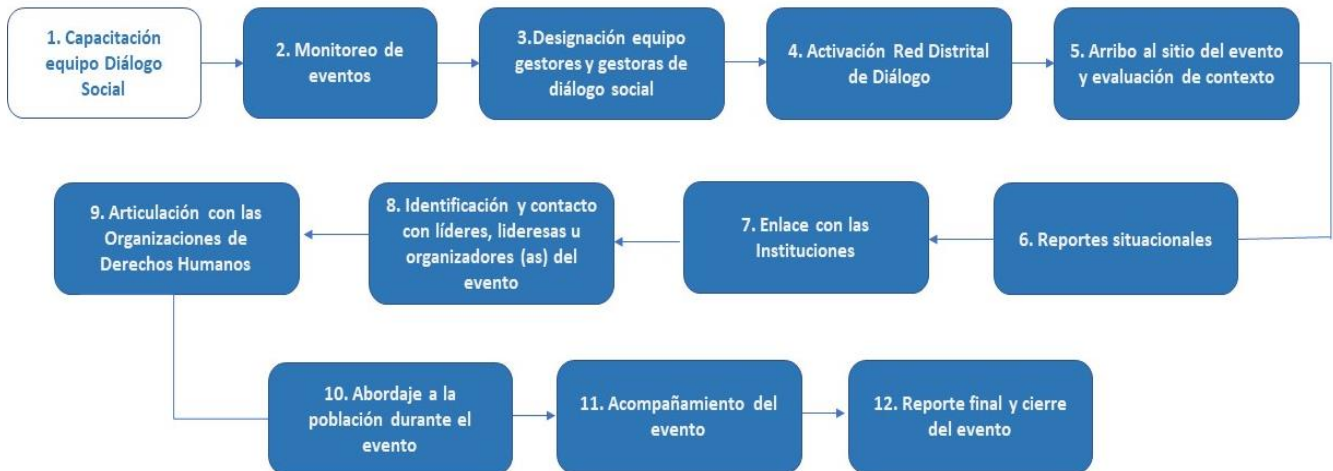 1. Capacitación
equipo Diálogo
Social
2. Monitoreo de
eventos
3.Designación equipo
gestores y gestoras de
diálogo social
4. Activación Red Distrital
de Diálogo
5. Arribo al sitio del evento
y evaluación de contexto
6. Reportes situacionales
7. Enlace con las
Instituciones
8. Identificación y contacto
con líderes, lideresas u
organizadores (as) del
evento
9. Articulación con las
Organizaciones de
Derechos Humanos
10. Abordaje a la
población durante el
evento
11. Acompañamiento del
evento
12. Reporte final y cierre
del evento